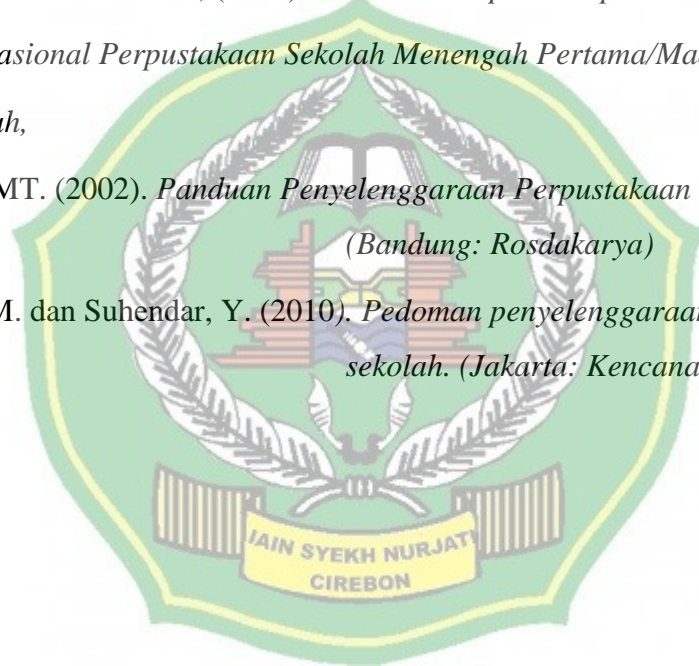 asional Perpustakaan Sekolah Menengah Pertama/Ma
ah,
MT. (2002). Panduan Penyelenggaraan Perpustakaan
(Bandung: Rosdakarya)
M. dan Suhendar, Y. (2010). Pedoman penyelenggaraan
sekolah. (Jakarta: Kencana
IAIN SYEKH NURJATI
CIREBON